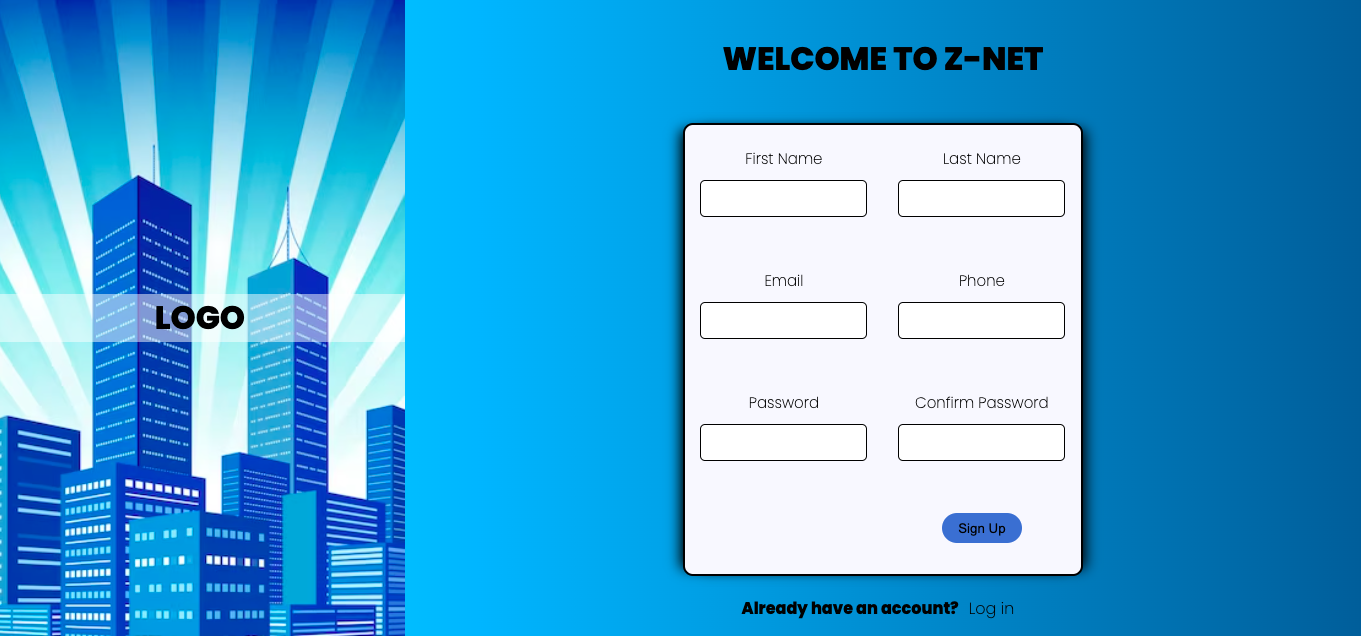 LOGO
WELCOME TO Z-NET
First Name Last Name
Email Phone
Password Confirm Password
Sign Up
Already have an account? Log in